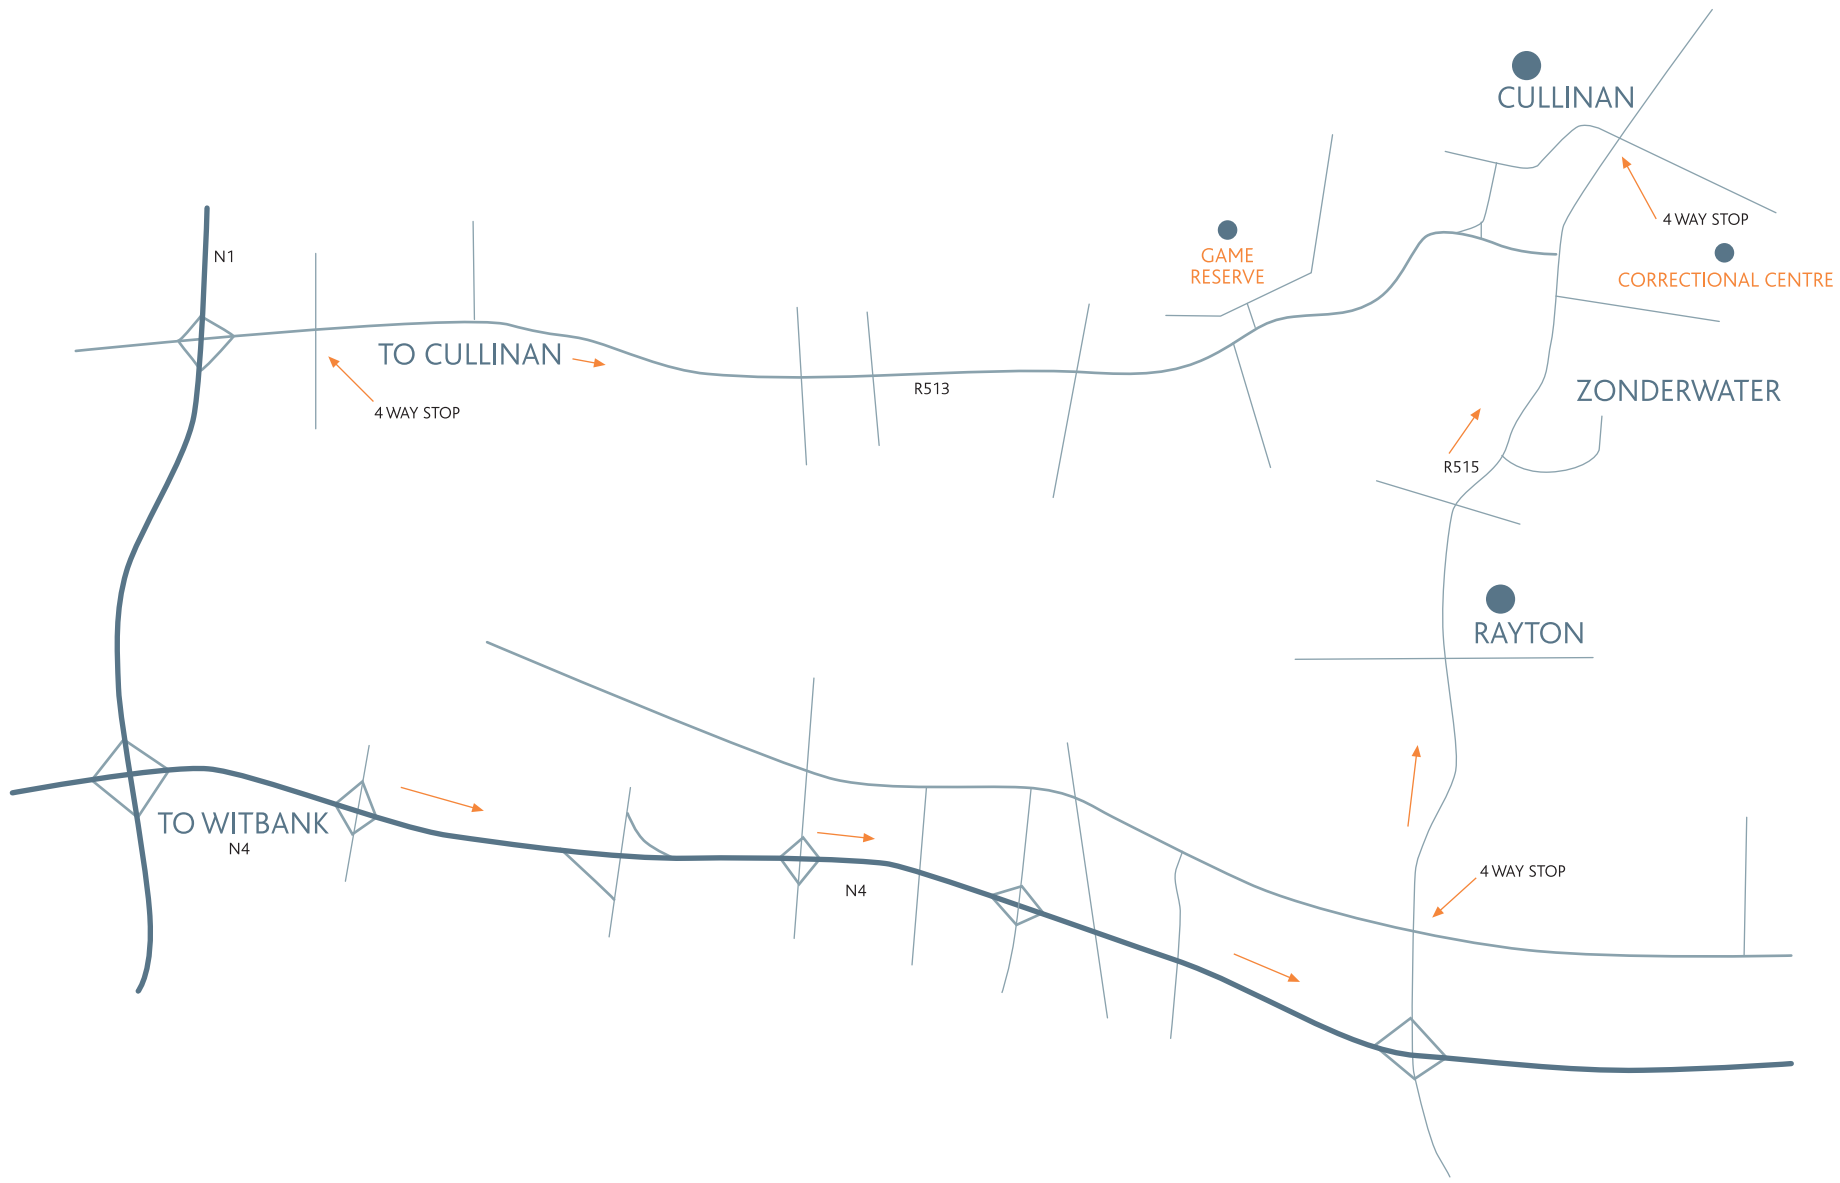 CULLINAN
4 WAY STOP
N1
GAME
RESERVE
CORRECTIONAL CENTRE
TO CULLINAN
R513
ZONDERWATER
4 WAY STOP
R515
RAYTON
TO WITBANK
N4
N4
4 WAY STOP